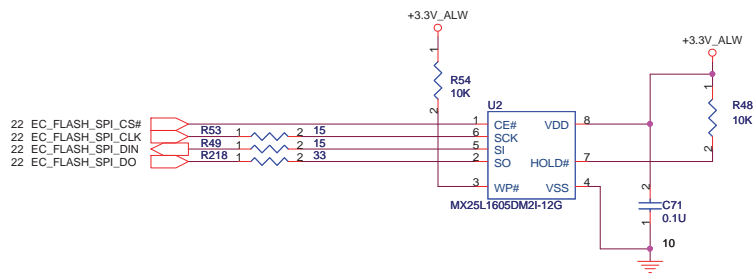 +3.3V_ALW
+3.3V_ALW
1
R54
10K
2
1
R48
10K
2
U2
22 EC_FLASH_SPI_CS# 1 CE# VDD 8
22 EC_FLASH_SPI_CLK R53 1 2 15 6 SCK
22 EC_FLASH_SPI_DIN R49 1 2 15 5 SI
22 EC_FLASH_SPI_DO R218 1 2 33 2 SO HOLD# 7
3 WP# VSS 4
MX25L1605DM2I-12G
2
C71
0.1U
1
10